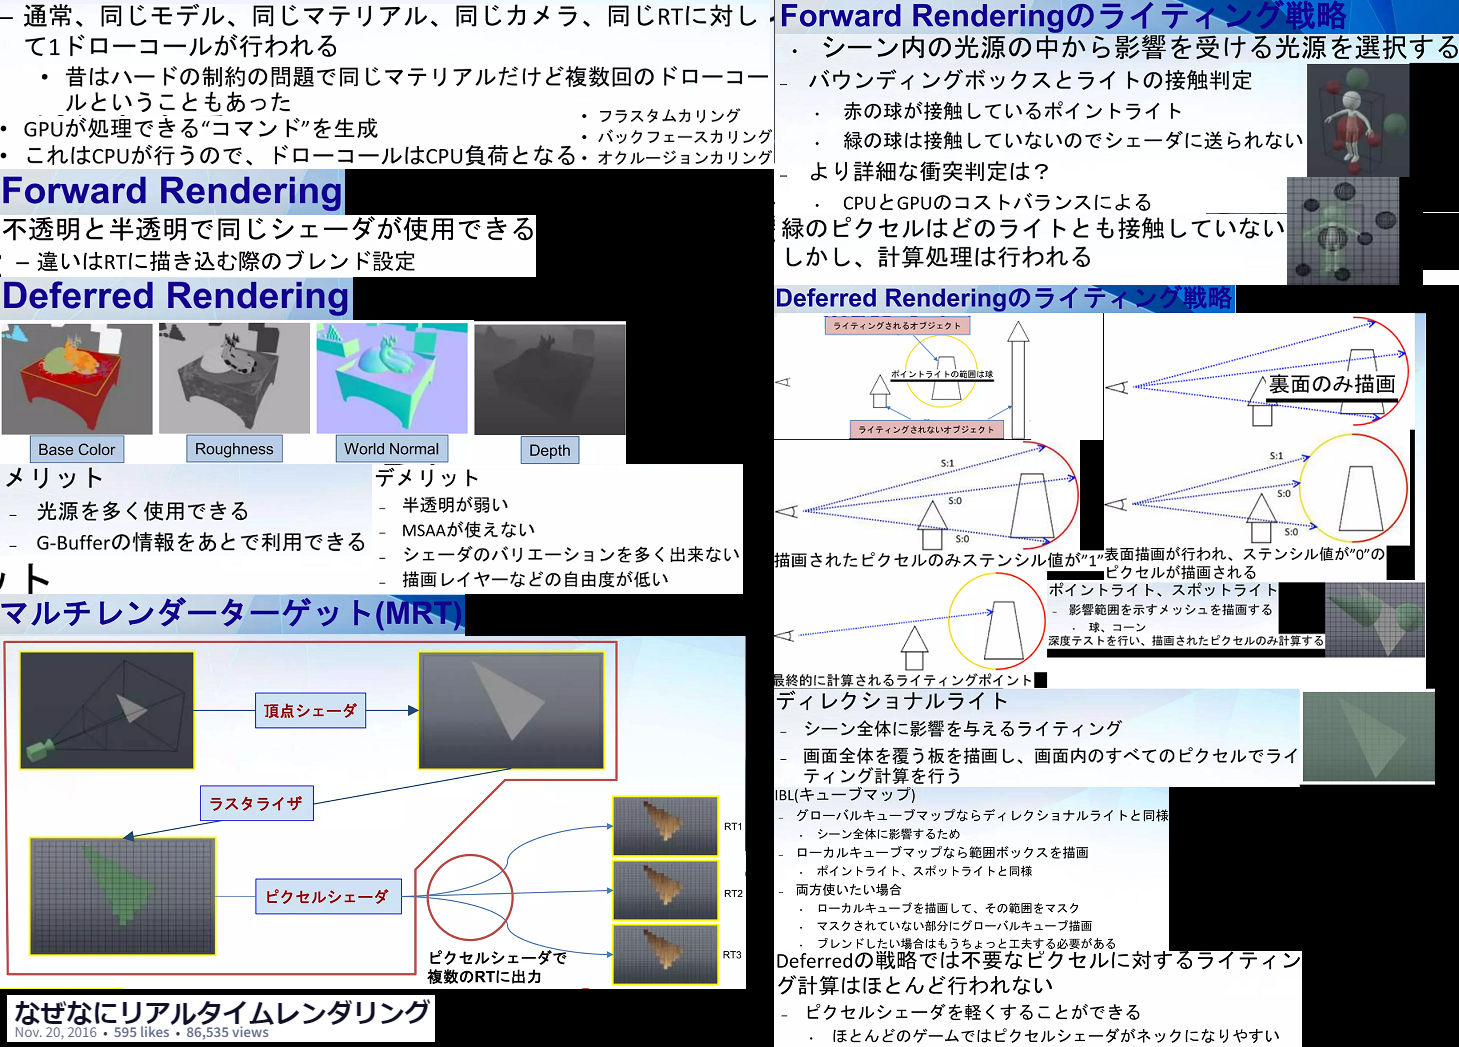 – 通常、同じモデル、同じマテリアル、同じカメラ、同じRTに対し
て1ドローコールが行われる
• 昔はハードの制約の問題で同じマテリアルだけど複数回のドローコー
ルということもあった
• GPUが処理できる“コマンド”を生成
• これはCPUが行うので、ドローコールはCPU負荷となる
• フラスタムカリング
• バックフェースカリング
• オクルージョンカリング
Forward Rendering
不透明と半透明で同じシェーダが使用できる
– 違いはRTに描き込む際のブレンド設定
Deferred Rendering
Base Color
Roughness
World Normal
Depth
メリット
– 光源を多く使用できる
– G-Bufferの情報をあとで利用できる
デメリット
– 半透明が弱い
– MSAAが使えない
– シェーダのバリエーションを多く出来ない
– 描画レイヤーなどの自由度が低い
ット
マルチレンダーターゲット(MRT)
頂点シェーダ
ラスタライザ
ピクセルシェーダ
RT1
RT2
RT3
ピクセルシェーダで
複数のRTに出力
なぜなにリアルタイムレンダリング
Nov. 20, 2016 • 595 likes • 86,535 views
Forward Renderingのライティング戦略
• シーン内の光源の中から影響を受ける光源を選択する
– バウンディングボックスとライトの接触判定
• 赤の球が接触しているポイントライト
• 緑の球は接触していないのでシェーダに送られない
– より詳細な衝突判定は？
• CPUとGPUのコストバランスによる
緑のピクセルはどのライトとも接触していない
しかし、計算処理は行われる
Deferred Renderingのライティング戦略
ライティングされるオブジェクト
ポイントライトの範囲は球
ライティングされないオブジェクト
裏面のみ描画
S:1
S:0
S:0
描画されたピクセルのみステンシル値が”1”
S:1
S:0
S:0
表面描画が行われ、ステンシル値が”0”の
ピクセルが描画される
最終的に計算されるライティングポイント
ポイントライト、スポットライト
– 影響範囲を示すメッシュを描画する
• 球、コーン
深度テストを行い、描画されたピクセルのみ計算する
ディレクショナルライト
– シーン全体に影響を与えるライティング
– 画面全体を覆う板を描画し、画面内のすべてのピクセルでライ
ティング計算を行う
IBL(キューブマップ)
– グローバルキューブマップならディレクショナルライトと同様
• シーン全体に影響するため
– ローカルキューブマップなら範囲ボックスを描画
• ポイントライト、スポットライトと同様
– 両方使いたい場合
• ローカルキューブを描画して、その範囲をマスク
• マスクされていない部分にグローバルキューブ描画
• ブレンドしたい場合はもうちょっと工夫する必要がある
Deferredの戦略では不要なピクセルに対するライティン
グ計算はほとんど行われない
– ピクセルシェーダを軽くすることができる
• ほとんどのゲームではピクセルシェーダがネックになりやすい